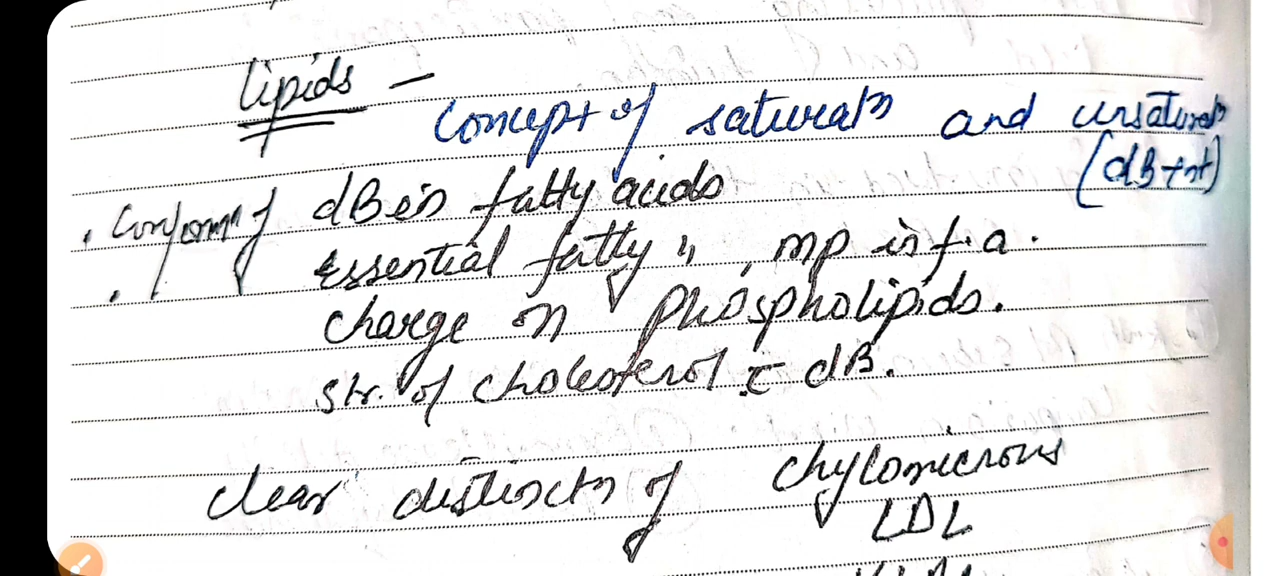 Lipids -
Concept of saturatn and unsaturatn
(dB + nt)
. Conformn of dB in fatty acids
. Essential fatty ", mp in f.a.
charge on phospholipids.
Str. of cholesterol c dB.
clear distinctn of chylomicrons
LDL